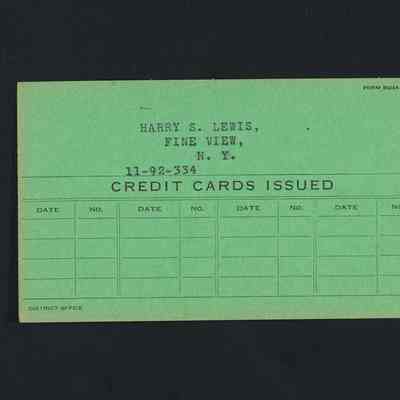 FORM
HARRY S. LEWIS,
FINE VIEW,
N. Y.
11-92-334
CREDIT CARDS ISSUED
DATE NO. DATE NO. DATE NO. DATE
DISTRICT OFFICE